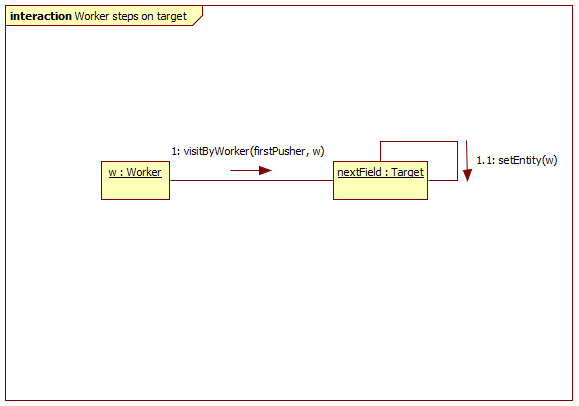 interaction Worker steps on target
1: visitByWorker(firstPusher, w)
1.1: setEntity(w)
w : Worker
nextField : Target